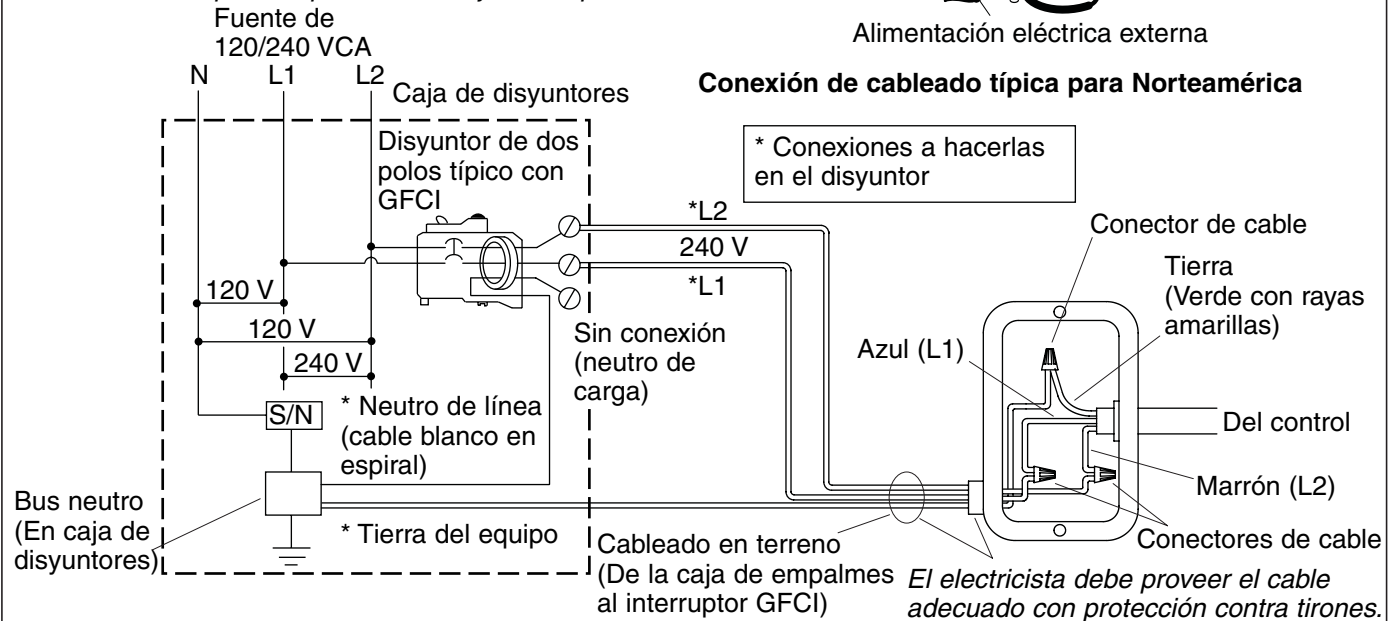 Fuente de
120/240 VCA
N L1 L2
Alimentación eléctrica externa
Conexión de cableado típica para Norteamérica
Caja de disyuntores
Disyuntor de dos
polos típico con
GFCI
* Conexiones a hacerlas
en el disyuntor
*L2
240 V
*L1
120 V
120 V
240 V
Sin conexión
(neutro de
carga)
S/N
* Neutro de línea
(cable blanco en
espiral)
Bus neutro
(En caja de
disyuntores)
* Tierra del equipo
Conector de cable
Tierra
(Verde con rayas
amarillas)
Azul (L1)
Del control
Marrón (L2)
Conectores de cable
Cableado en terreno
(De la caja de empalmes
al interruptor GFCI)
El electricista debe proveer el cable
adecuado con protección contra tirones.